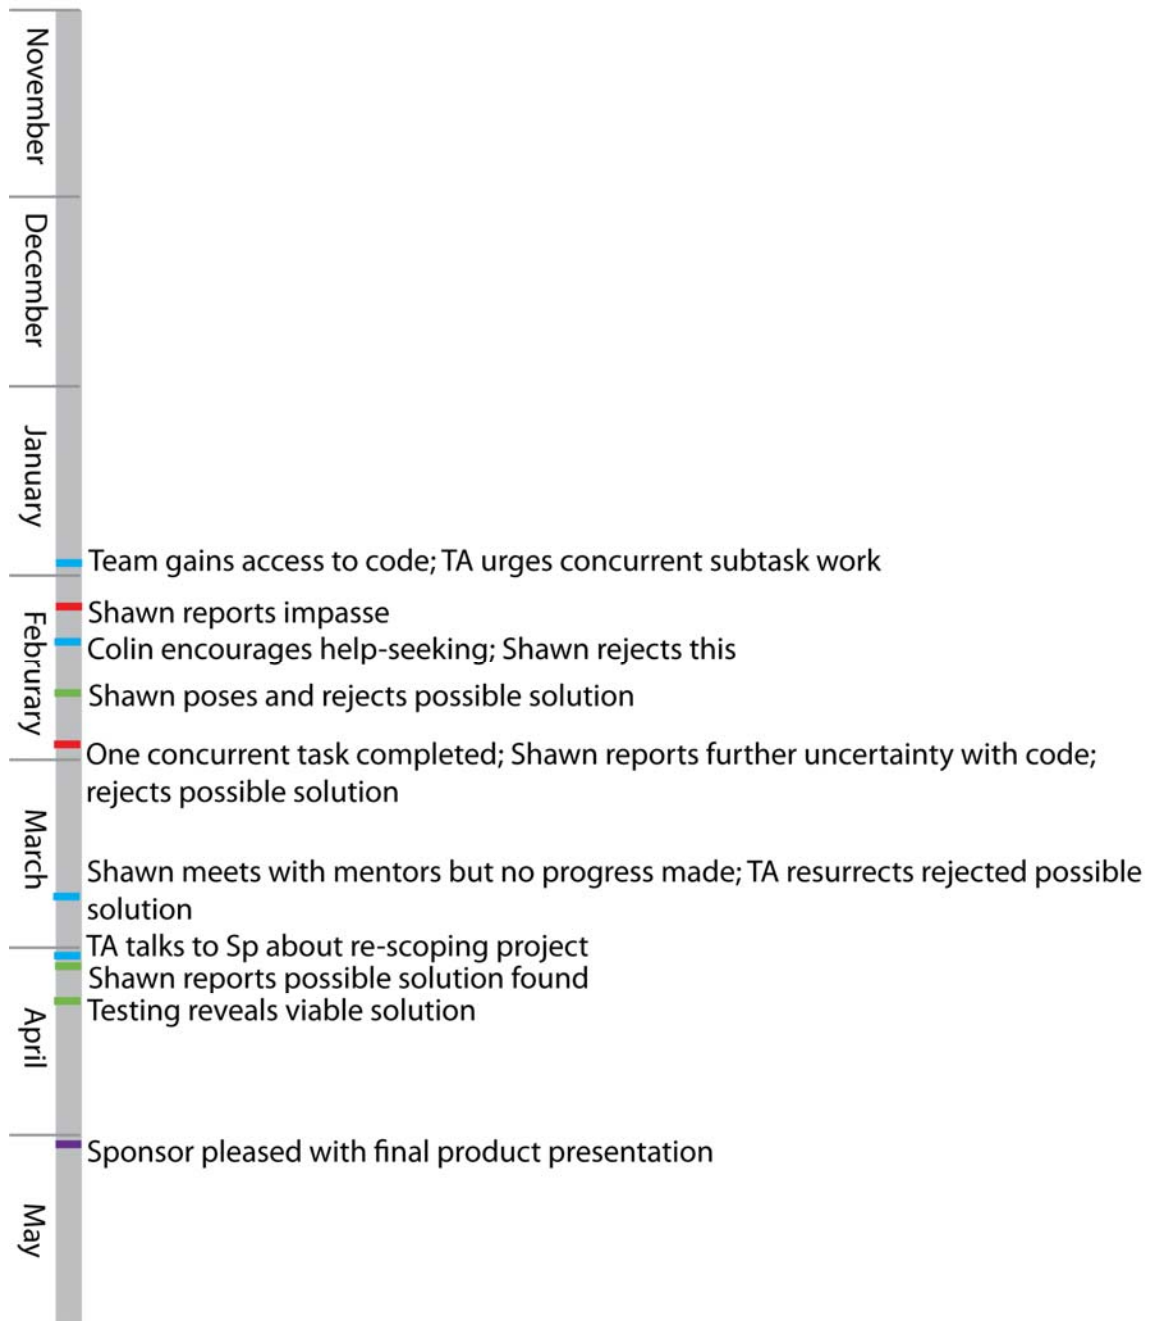 November
December
January
Team gains access to code; TA urges concurrent subtask work
Februrary
Shawn reports impasse
Colin encourages help-seeking; Shawn rejects this
Shawn poses and rejects possible solution
One concurrent task completed; Shawn reports further uncertainty with code;
rejects possible solution
March
Shawn meets with mentors but no progress made; TA resurrects rejected possible
solution
TA talks to Sp about re-scoping project
Shawn reports possible solution found
Testing reveals viable solution
April
Sponsor pleased with final product presentation
May